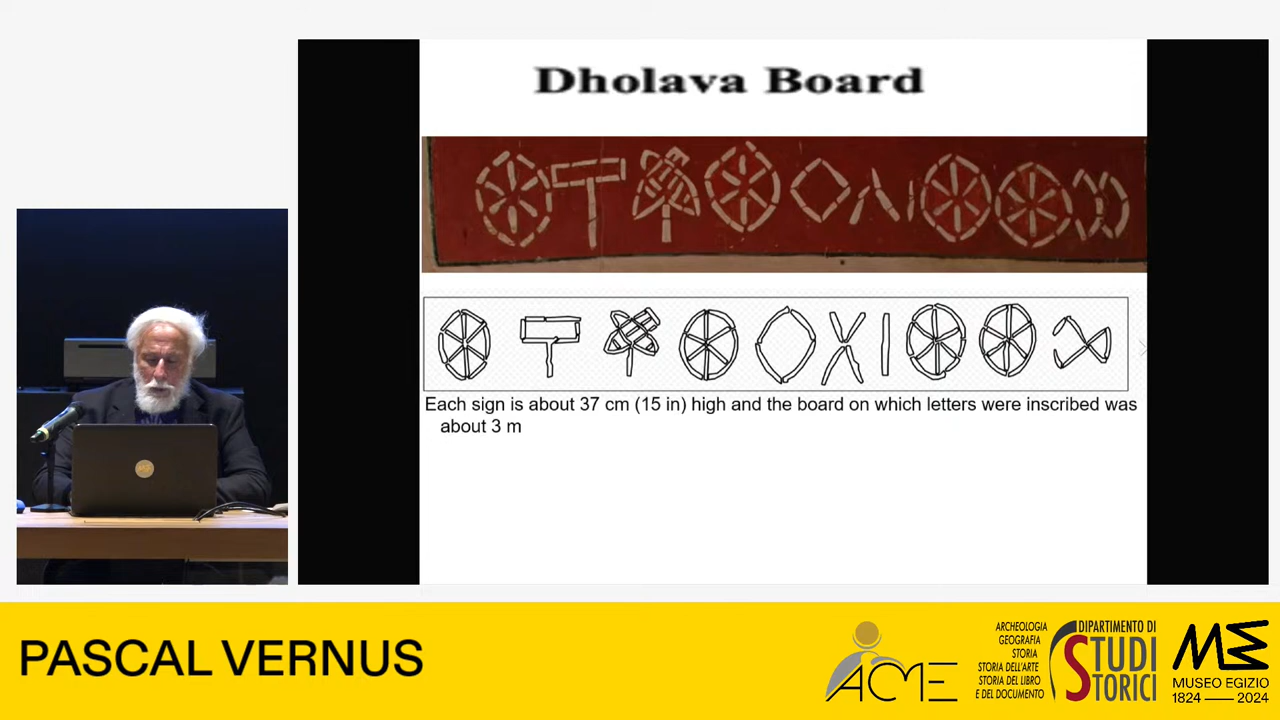 Dholava Board
Each sign is about 37 cm (15 in) high and the board on which letters were inscribed was
about 3 m
PASCAL VERNUS
ACME
ARCHEOLOGIA
GEOGRAFIA
STORIA
STORIA DELL'ARTE
STORIA DEL LIBRO
E DEL DOCUMENTO
DIPARTIMENTO DI
STUDI
STORICI
ME
MUSEO EGIZIO
1824 — 2024